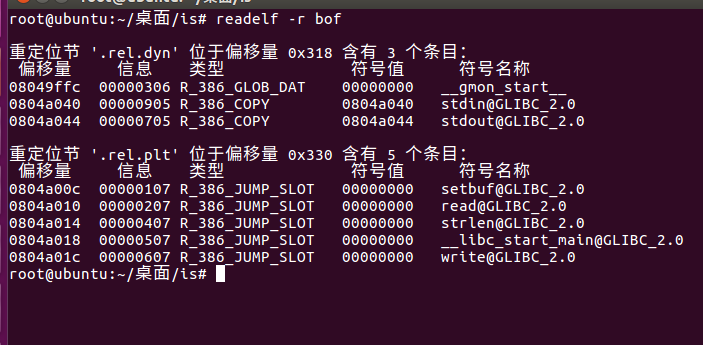 root@ubuntu: ~/桌面/is
root@ubuntu:~/桌面/is# readelf -r bof
重定位节 '.rel.dyn' 位于偏移量 0x318 含有 3 个条目：
偏移量 信息 类型 符号值 符号名称
08049ffc 00000306 R_386_GLOB_DAT 00000000 __gmon_start__
0804a040 00000905 R_386_COPY 0804a040 stdin@GLIBC_2.0
0804a044 00000705 R_386_COPY 0804a044 stdout@GLIBC_2.0
重定位节 '.rel.plt' 位于偏移量 0x330 含有 5 个条目：
偏移量 信息 类型 符号值 符号名称
0804a00c 00000107 R_386_JUMP_SLOT 00000000 setbuf@GLIBC_2.0
0804a010 00000207 R_386_JUMP_SLOT 00000000 read@GLIBC_2.0
0804a014 00000407 R_386_JUMP_SLOT 00000000 strlen@GLIBC_2.0
0804a018 00000507 R_386_JUMP_SLOT 00000000 __libc_start_main@GLIBC_2.0
0804a01c 00000607 R_386_JUMP_SLOT 00000000 write@GLIBC_2.0
root@ubuntu:~/桌面/is#